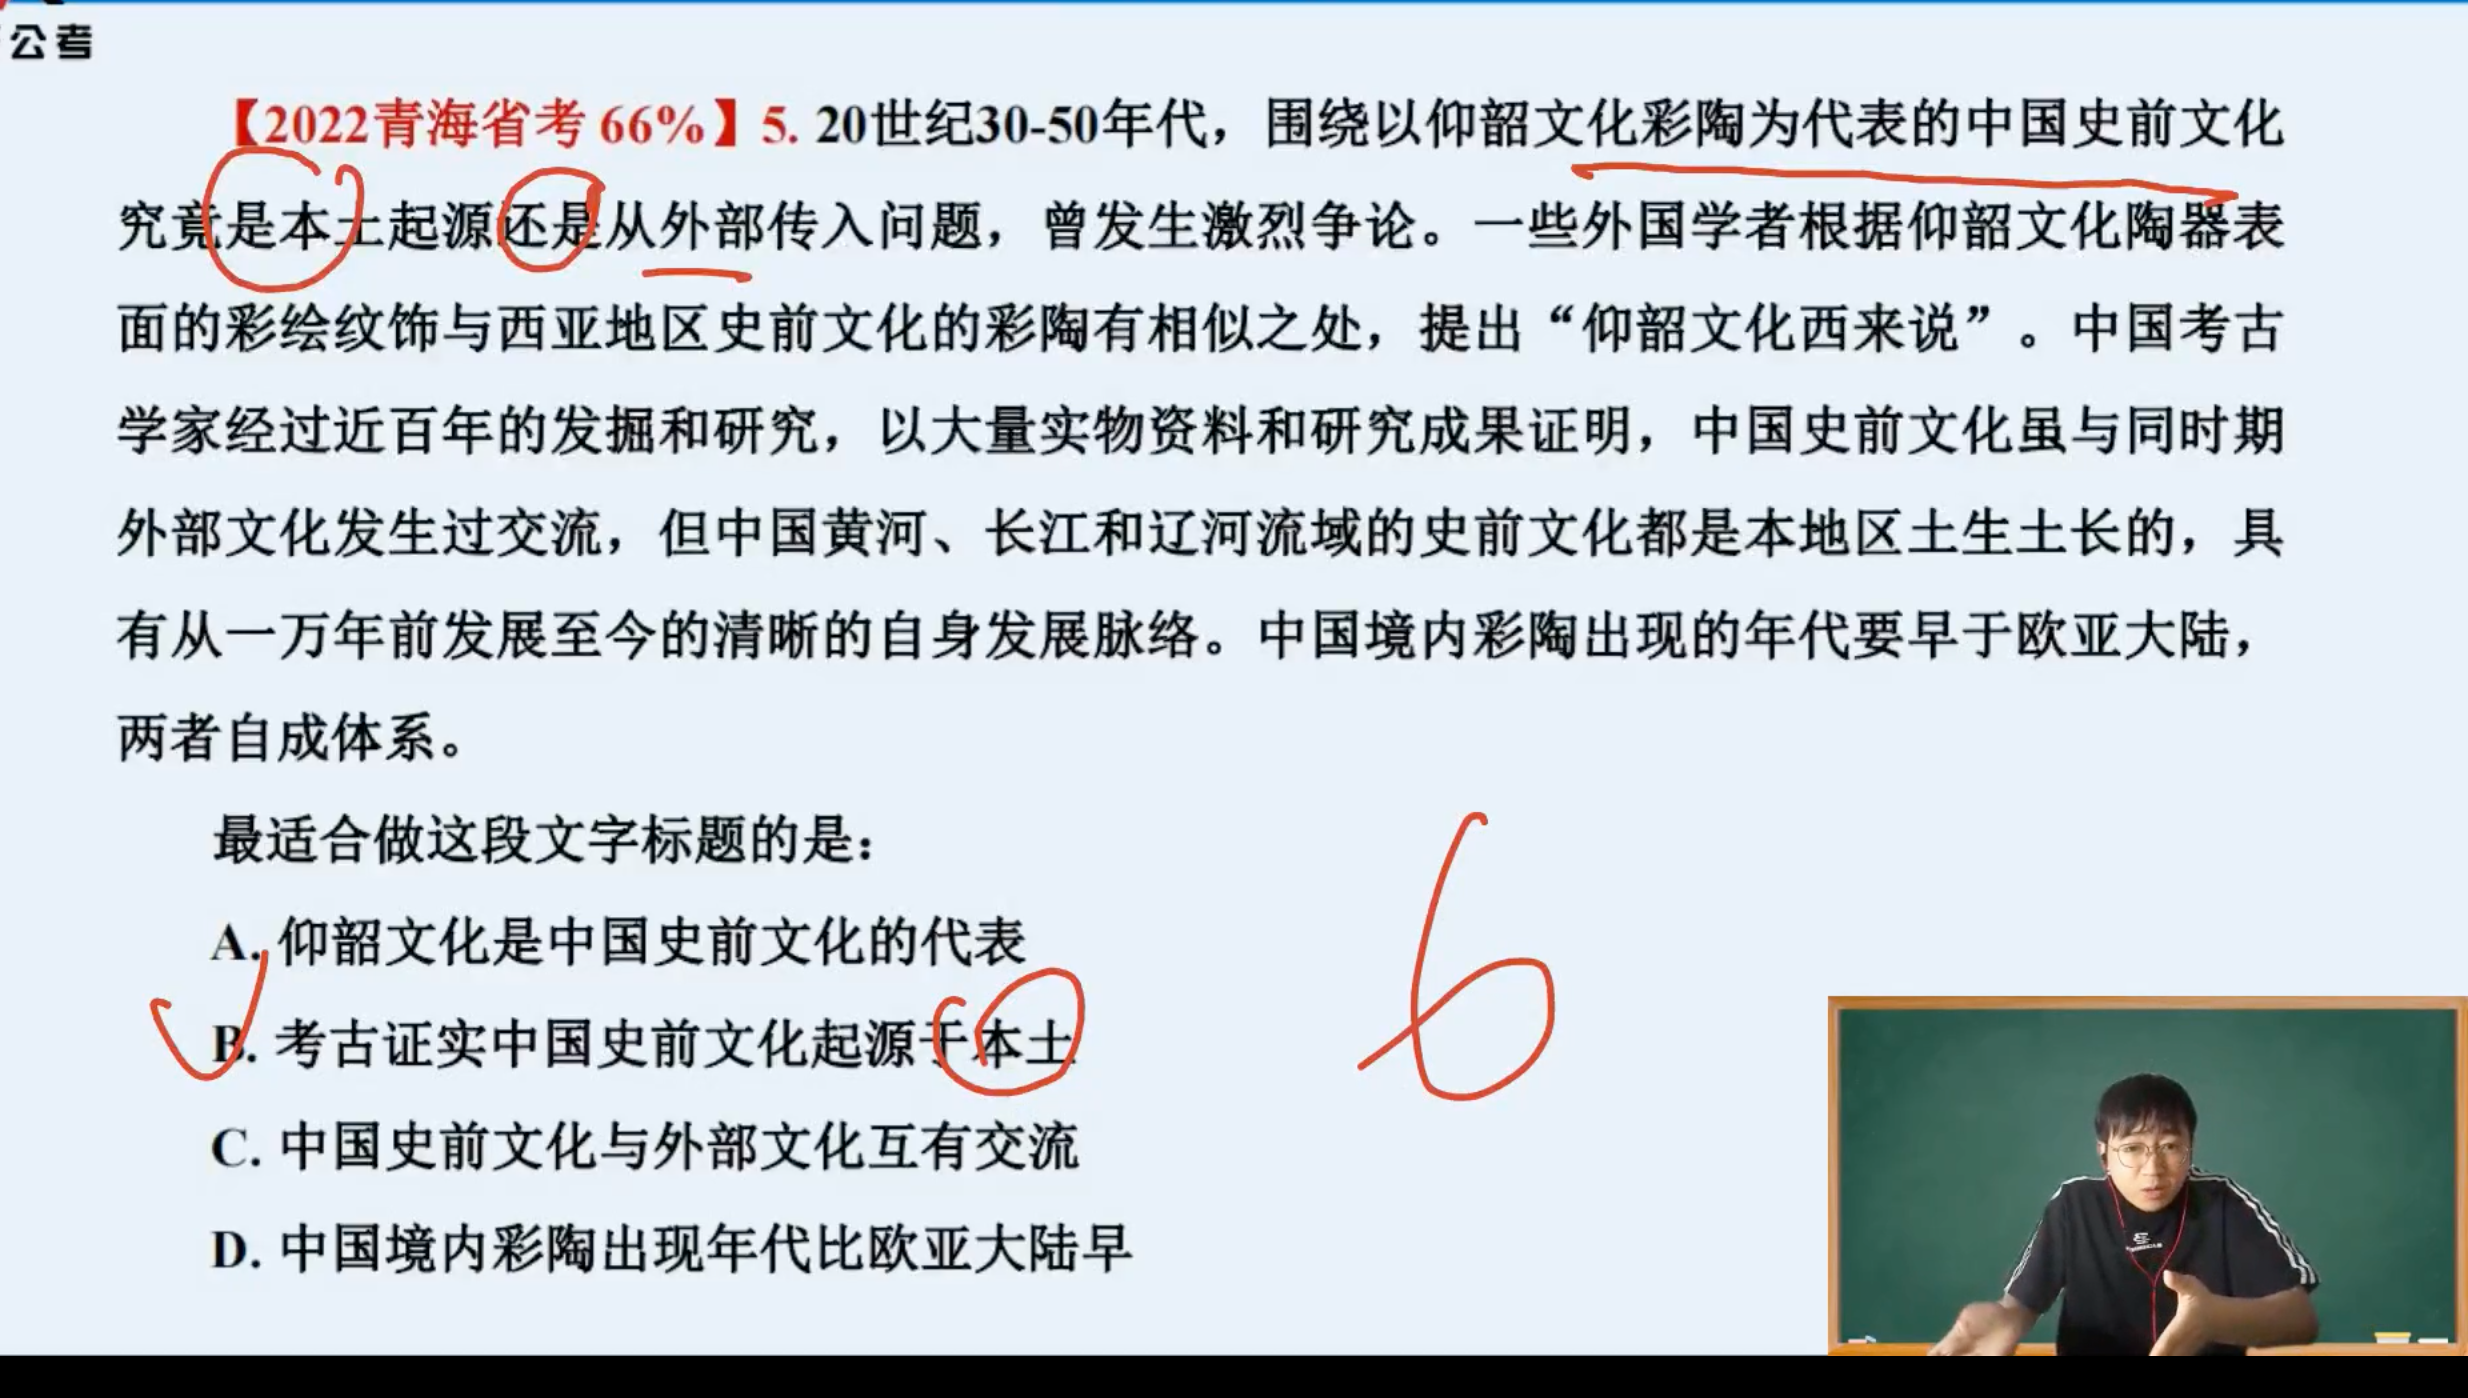 公考
【2022青海省考 66%】5. 20世纪30-50年代，围绕以仰韶文化彩陶为代表的中国史前文化
究竟是本土起源还是从外部传入问题，曾发生激烈争论。一些外国学者根据仰韶文化陶器表
面的彩绘纹饰与西亚地区史前文化的彩陶有相似之处，提出“仰韶文化西来说”。中国考古
学家经过近百年的发掘和研究，以大量实物资料和研究成果证明，中国史前文化虽与同时期
外部文化发生过交流，但中国黄河、长江和辽河流域的史前文化都是本地区土生土长的，具
有从一万年前发展至今的清晰的自身发展脉络。中国境内彩陶出现的年代要早于欧亚大陆，
两者自成体系。
最适合做这段文字标题的是：
A. 仰韶文化是中国史前文化的代表
B. 考古证实中国史前文化起源于本土
C. 中国史前文化与外部文化互有交流
D. 中国境内彩陶出现年代比欧亚大陆早